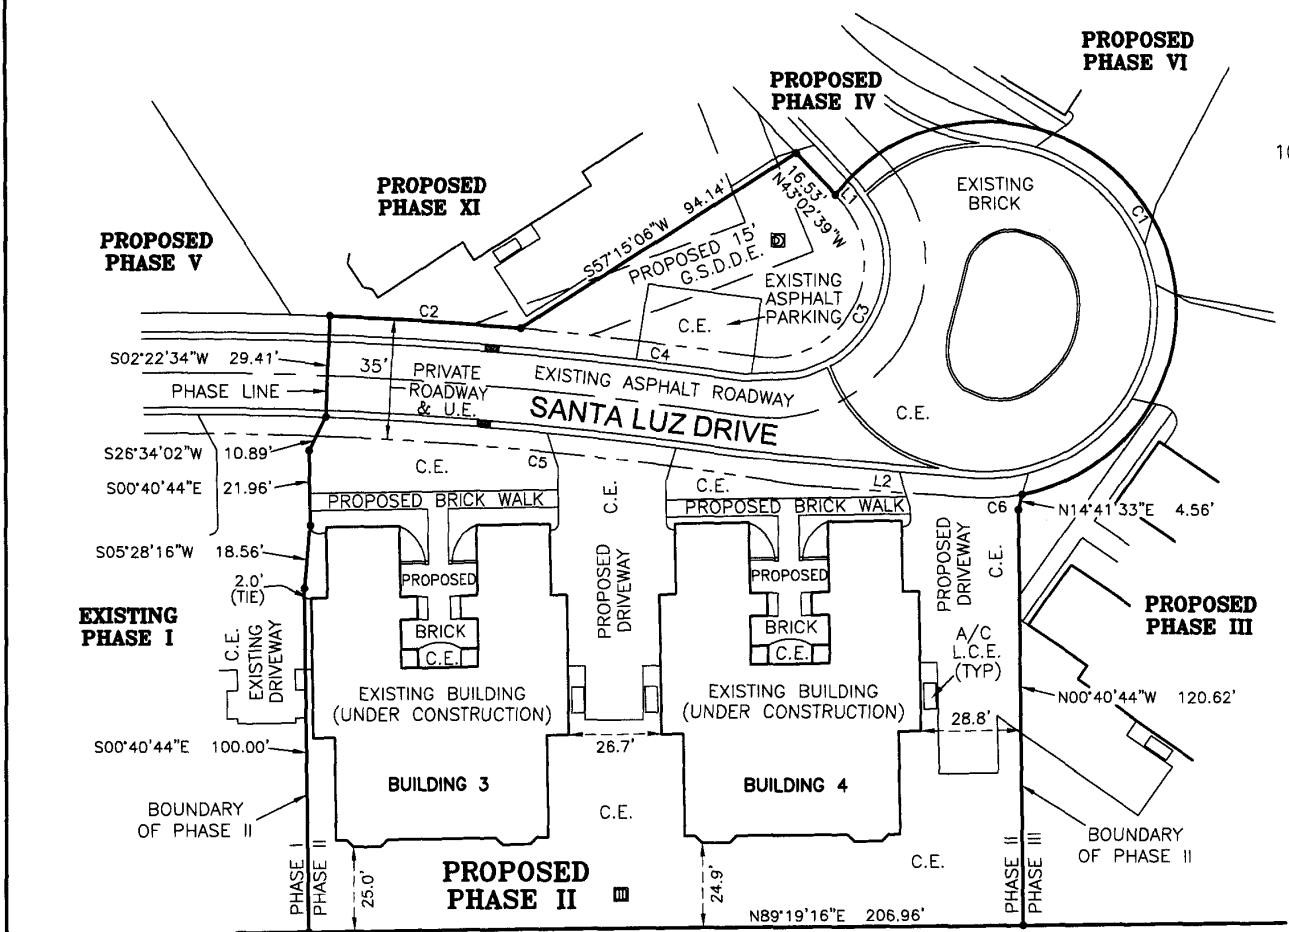 PROPOSED
PHASE VI
PROPOSED
PHASE IV
10
PROPOSED
PHASE XI
EXISTING
BRICK
PROPOSED
PHASE V
16.53'
N43°02'39"W
L1
C7
S57°15'06"W 94.14'
PROPOSED 15'
G.S.D.D.E.
EXISTING
ASPHALT
PARKING
C2
C.E.
C3
C4
S02°22'34"W 29.41'
35'
PRIVATE
ROADWAY
& U.E.
EXISTING ASPHALT ROADWAY
PHASE LINE
SANTA LUZ DRIVE
C.E.
S26°34'02"W 10.89'
C.E.
C5
S00°40'44"E 21.96'
C.E.
C.E.
L2
PROPOSED BRICK WALK
PROPOSED BRICK WALK
C6
N14°41'33"E 4.56'
S05°28'16"W 18.56'
PROPOSED
DRIVEWAY
PROPOSED
DRIVEWAY
C.E.
2.0'
(TIE)
PROPOSED
PROPOSED
EXISTING
PHASE I
PROPOSED
PHASE III
BRICK
BRICK
C.E.
C.E.
C.E.
EXISTING
DRIVEWAY
A/C
L.C.E.
(TYP)
EXISTING BUILDING
(UNDER CONSTRUCTION)
EXISTING BUILDING
(UNDER CONSTRUCTION)
N00°40'44"W 120.62'
28.8'
S00°40'44"E 100.00'
26.7'
BUILDING 3
BUILDING 4
BOUNDARY
OF PHASE II
C.E.
BOUNDARY
OF PHASE II
C.E.
PHASE I
PHASE II
25.0'
PROPOSED
PHASE II
24.9'
PHASE II
PHASE III
N89°19'16"E 206.96'